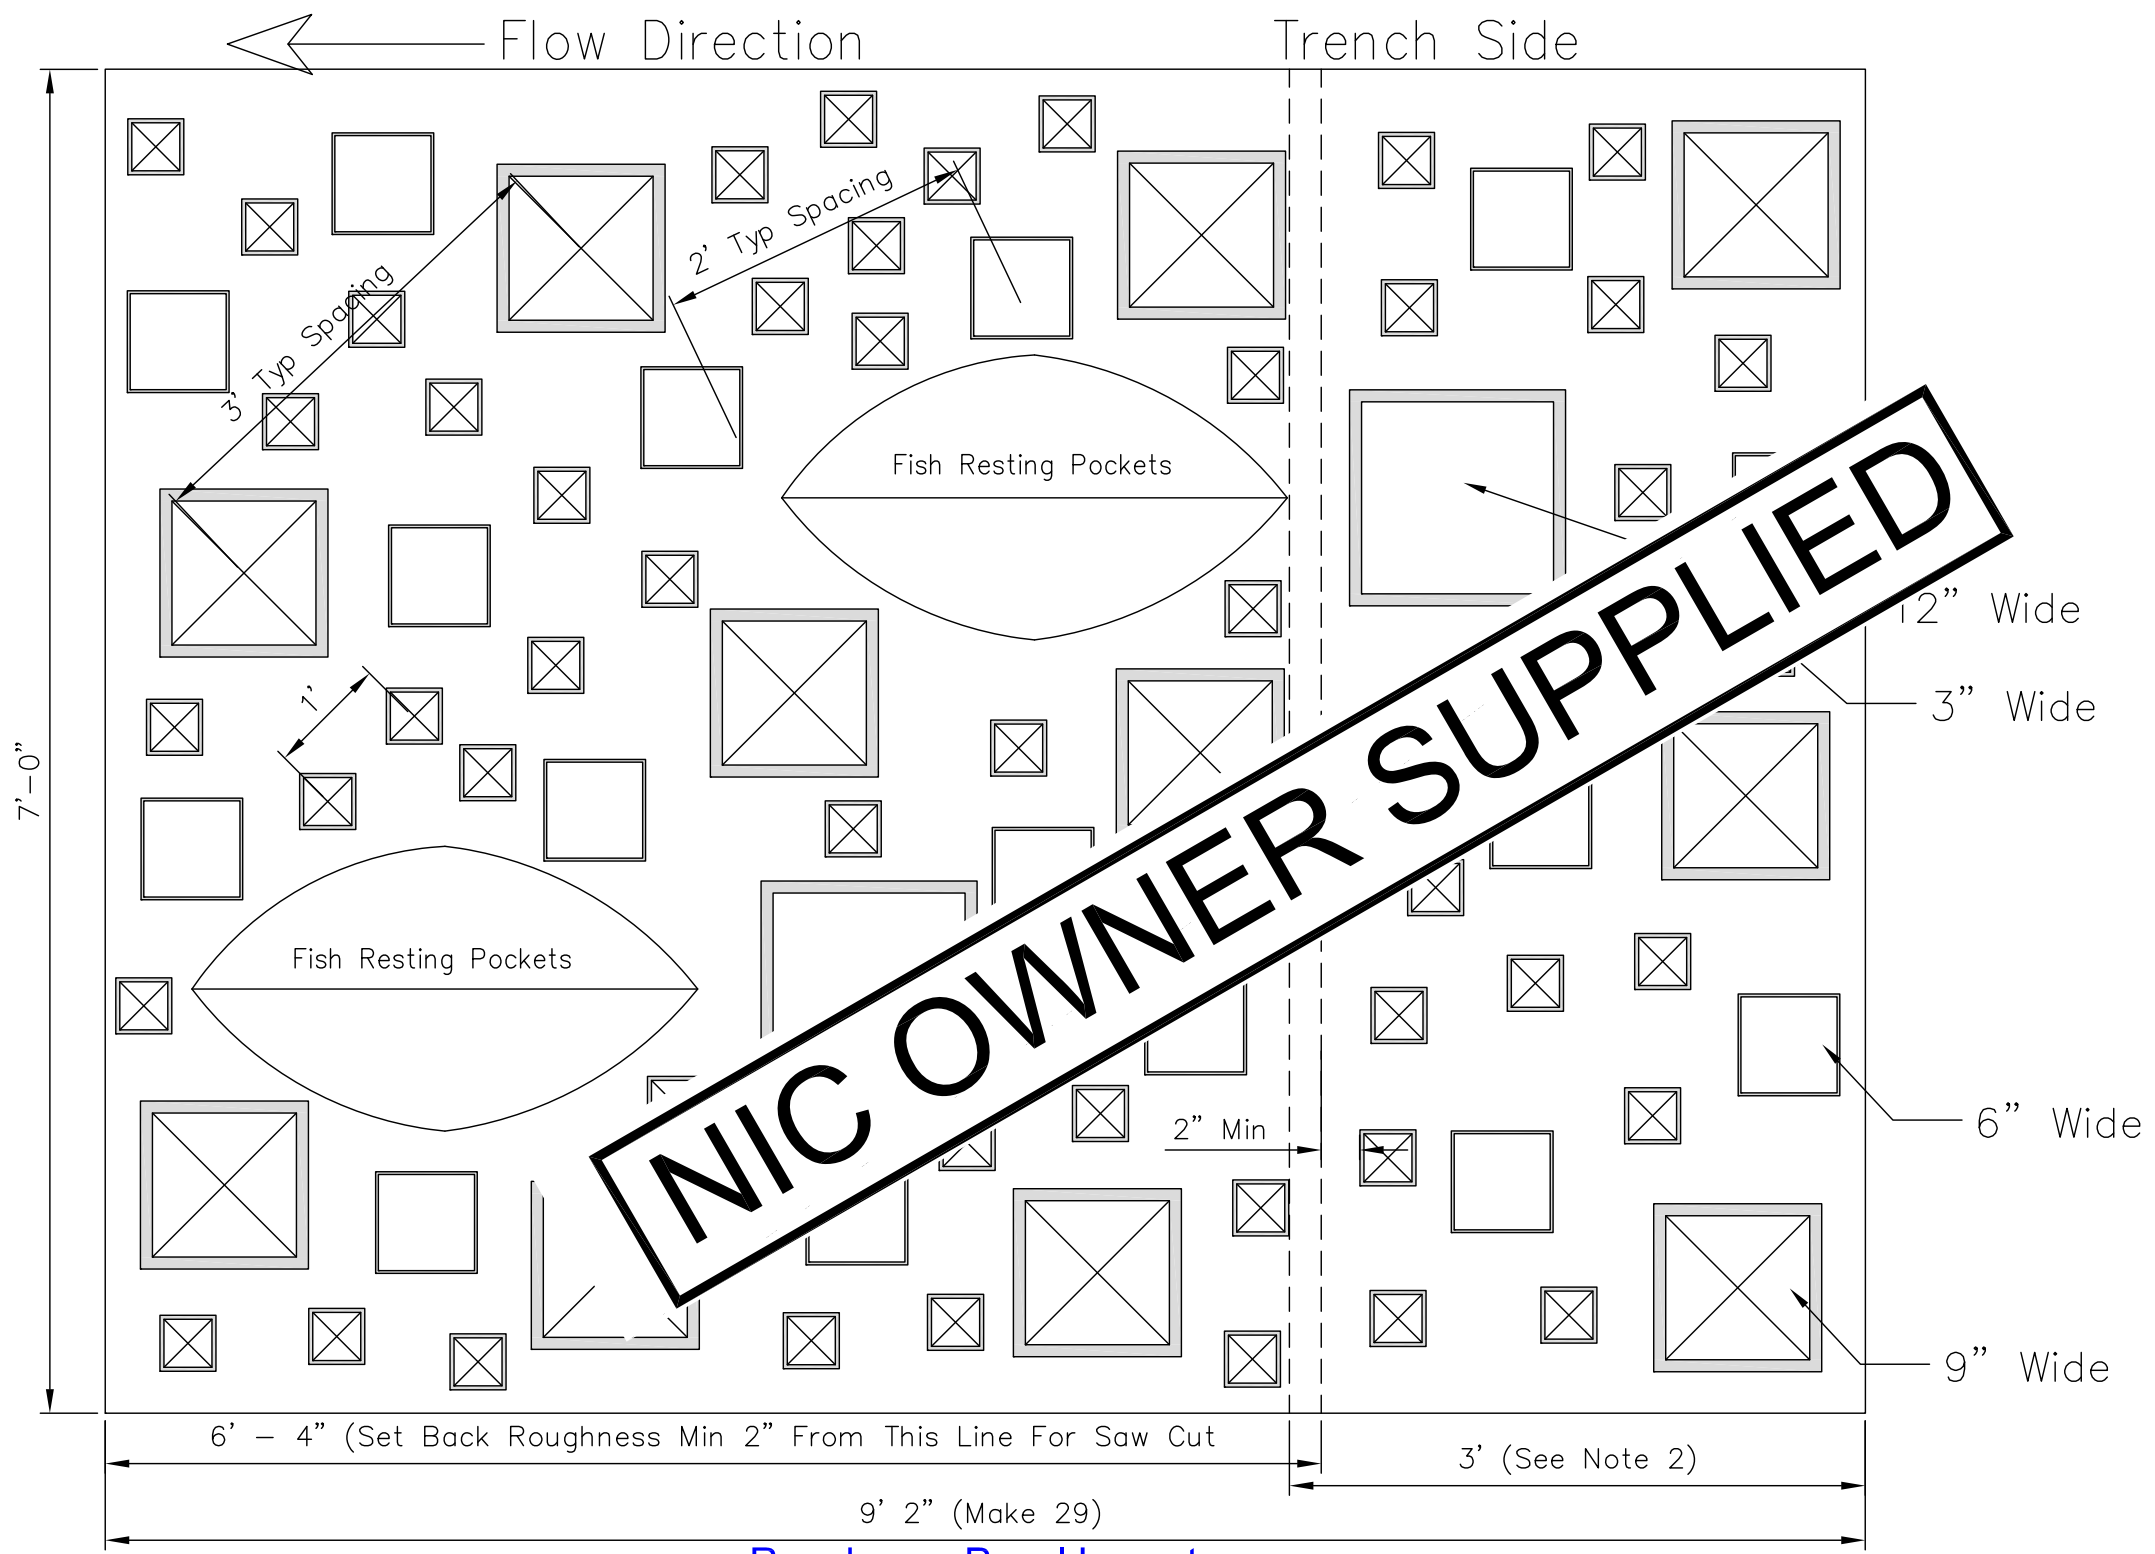 Flow Direction
Trench Side
2' Typ Spacing
3' Typ Spacing
Fish Resting Pockets
12” Wide
1'
3” Wide
7'–0”
NIC OWNER SUPPLIED
Fish Resting Pockets
2” Min
6” Wide
9” Wide
6' – 4” (Set Back Roughness Min 2” From This Line For Saw Cut
3' (See Note 2)
9' 2” (Make 29)